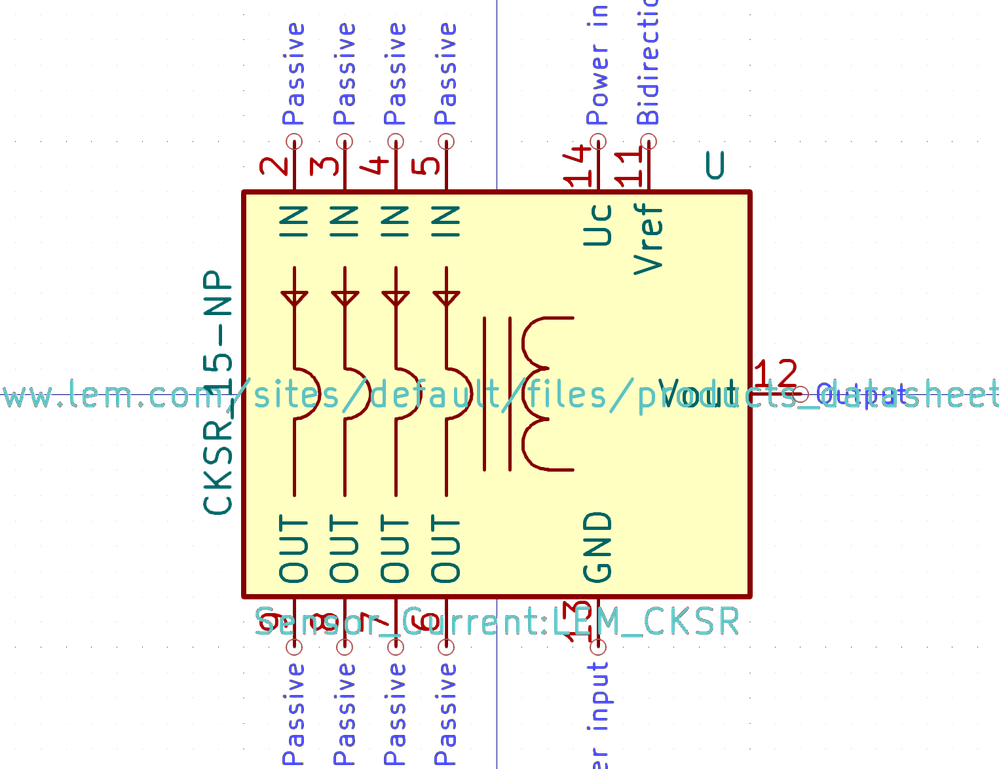 Passive Passive Passive Passive Power in Bidirectio
2 3 4 5 14 11 U
IN IN IN IN Uc Vref
CKSR_15-NP
ww.lem.com/sites/default/files/products_datasheet
Vout 12 Output
OUT OUT OUT OUT GND
9 8 7 6 13
Sensor_Current:LEM_CKSR
Passive Passive Passive Passive er input